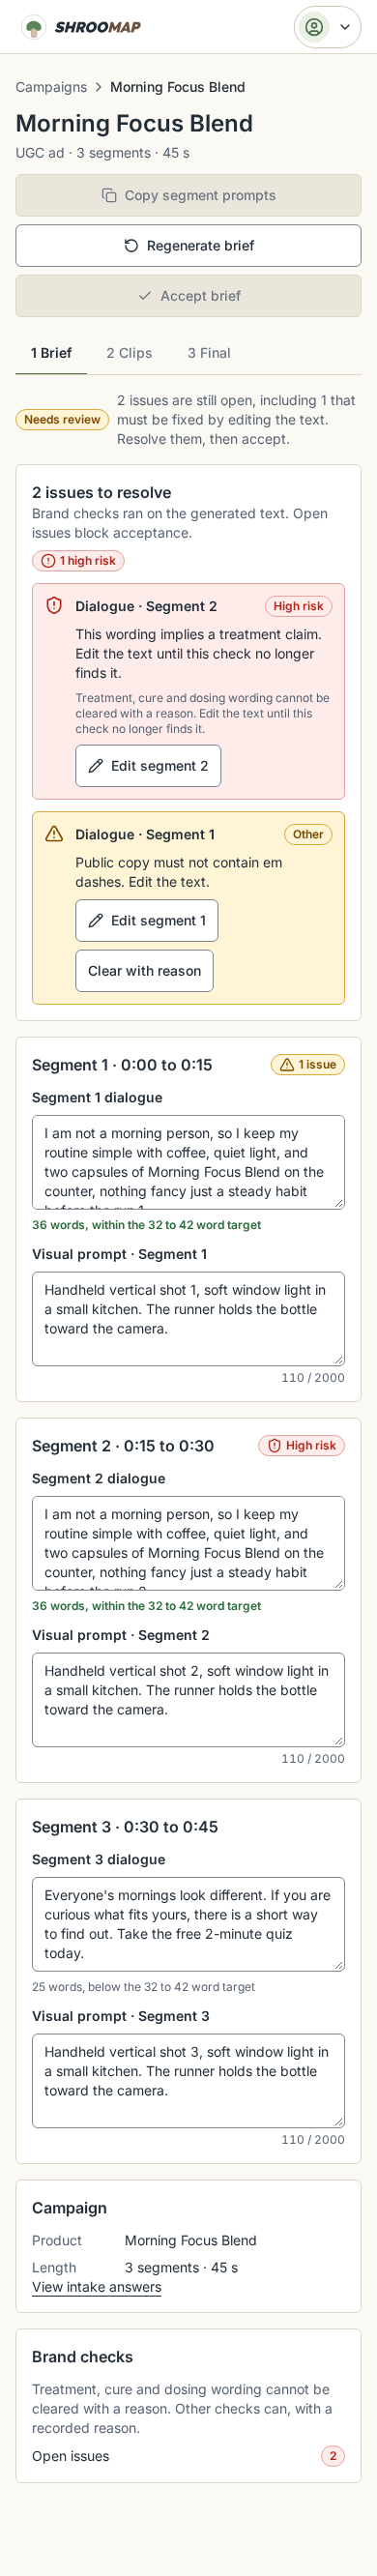 SHROOMAP
Campaigns > Morning Focus Blend
Morning Focus Blend
UGC ad · 3 segments · 45 s
Copy segment prompts
Regenerate brief
Accept brief
1 Brief 2 Clips 3 Final
Needs review
2 issues are still open, including 1 that
must be fixed by editing the text.
Resolve them, then accept.
2 issues to resolve
Brand checks ran on the generated text. Open
issues block acceptance.
1 high risk
Dialogue · Segment 2 High risk
This wording implies a treatment claim.
Edit the text until this check no longer
finds it.
Treatment, cure and dosing wording cannot be
cleared with a reason. Edit the text until this
check no longer finds it.
Edit segment 2
Dialogue · Segment 1 Other
Public copy must not contain em
dashes. Edit the text.
Edit segment 1
Clear with reason
Segment 1 · 0:00 to 0:15 1 issue
Segment 1 dialogue
I am not a morning person, so I keep my
routine simple with coffee, quiet light, and
two capsules of Morning Focus Blend on the
counter, nothing fancy just a steady habit
before the run 1
36 words, within the 32 to 42 word target
Visual prompt · Segment 1
Handheld vertical shot 1, soft window light in
a small kitchen. The runner holds the bottle
toward the camera.
110 / 2000
Segment 2 · 0:15 to 0:30 High risk
Segment 2 dialogue
I am not a morning person, so I keep my
routine simple with coffee, quiet light, and
two capsules of Morning Focus Blend on the
counter, nothing fancy just a steady habit
before the run 2
36 words, within the 32 to 42 word target
Visual prompt · Segment 2
Handheld vertical shot 2, soft window light in
a small kitchen. The runner holds the bottle
toward the camera.
110 / 2000
Segment 3 · 0:30 to 0:45
Segment 3 dialogue
Everyone's mornings look different. If you are
curious what fits yours, there is a short way
to find out. Take the free 2-minute quiz
today.
25 words, below the 32 to 42 word target
Visual prompt · Segment 3
Handheld vertical shot 3, soft window light in
a small kitchen. The runner holds the bottle
toward the camera.
110 / 2000
Campaign
Product Morning Focus Blend
Length 3 segments · 45 s
View intake answers
Brand checks
Treatment, cure and dosing wording cannot be
cleared with a reason. Other checks can, with a
recorded reason.
Open issues 2